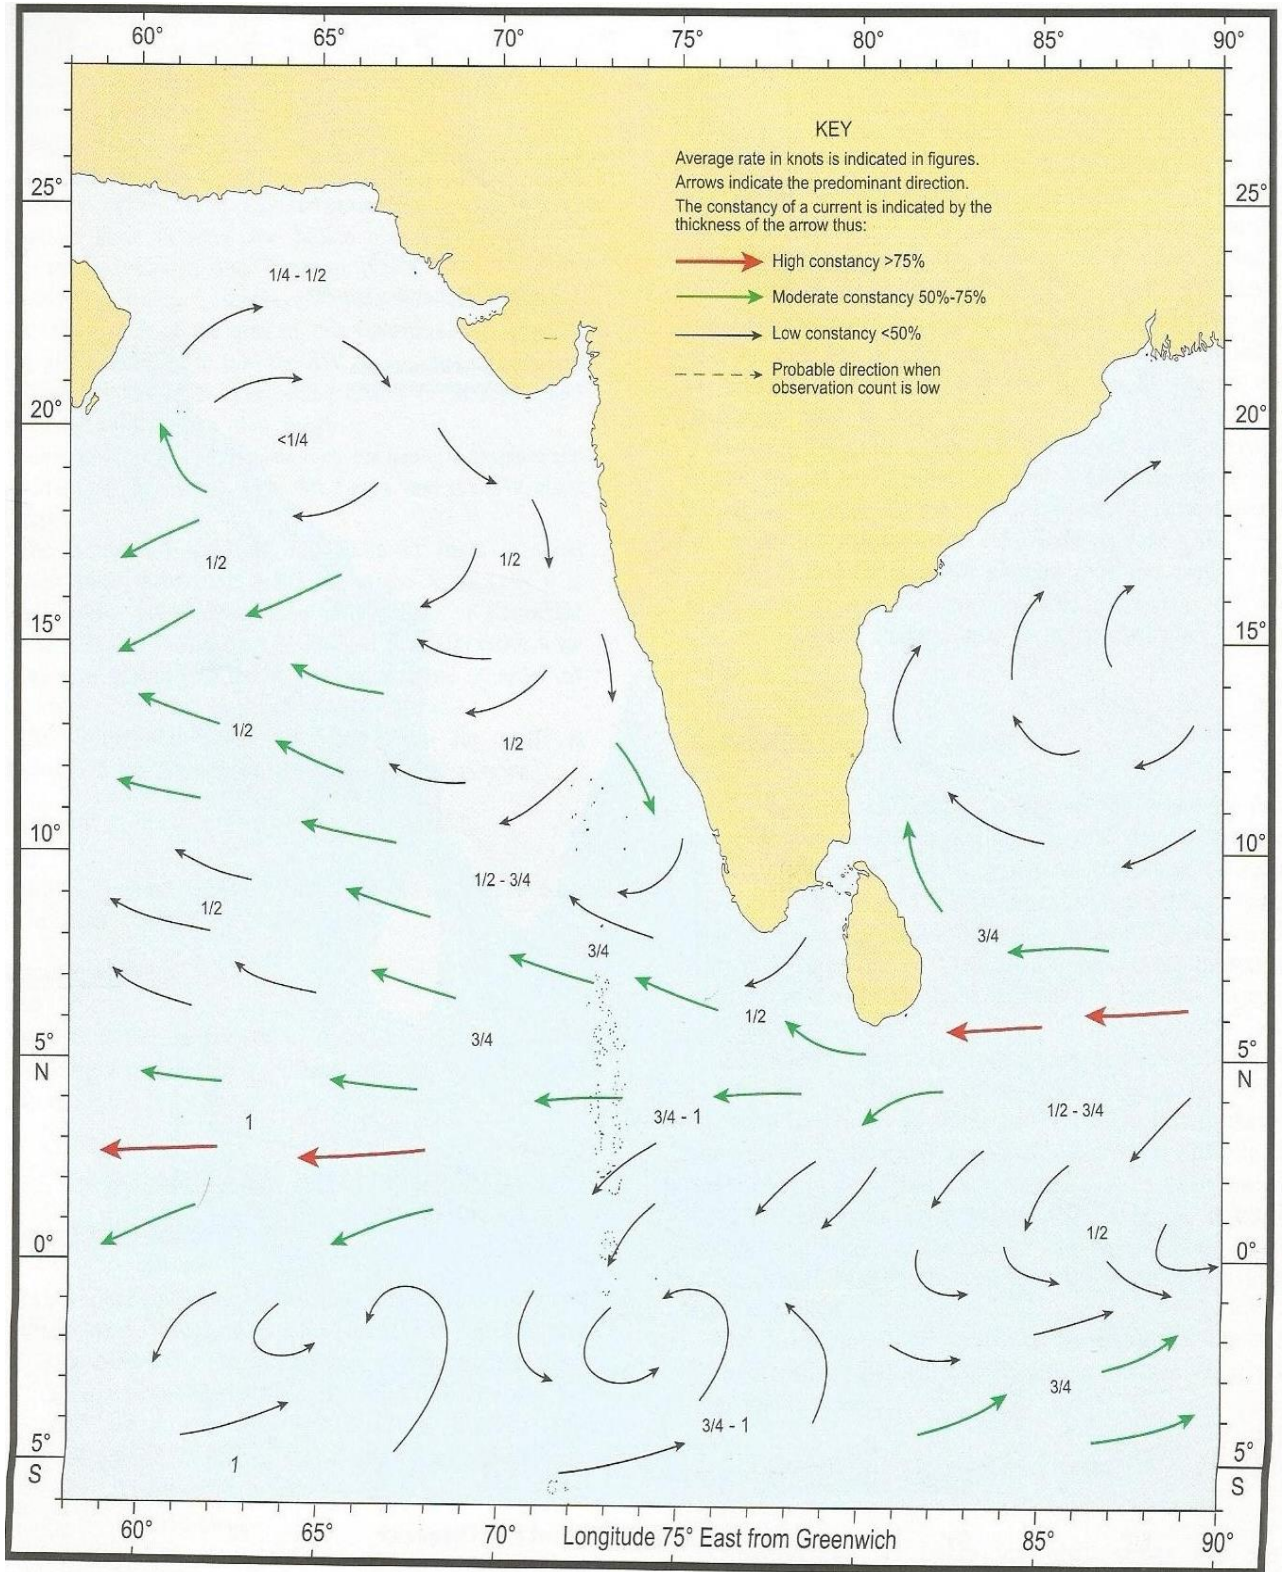 60° 65° 70° 75° 80° 85° 90°
KEY
Average rate in knots is indicated in figures.
Arrows indicate the predominant direction.
The constancy of a current is indicated by the
thickness of the arrow thus:
High constancy >75%
Moderate constancy 50%-75%
Low constancy <50%
Probable direction when
observation count is low
25° 25°
1/4 - 1/2
20° 20°
<1/4
1/2 1/2
15° 15°
1/2 1/2
10° 10°
1/2 - 3/4
1/2
3/4 3/4
1/2
3/4
5° 5°
N N
1 3/4 - 1 1/2 - 3/4
1/2
0° 0°
3/4
3/4 - 1
5° 5°
1
S S
60° 65° 70° Longitude 75° East from Greenwich 85° 90°